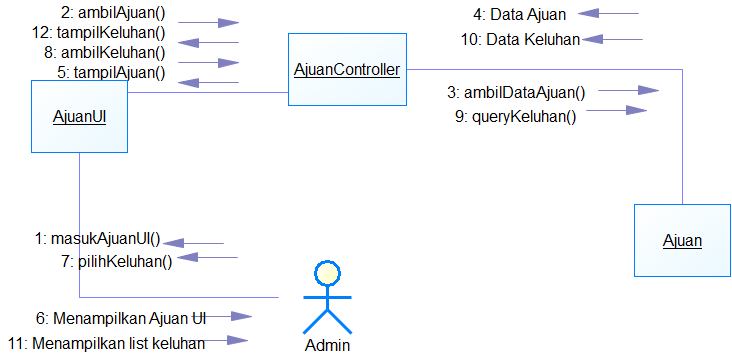 2: ambilAjuan()
12: tampilKeluhan()
8: ambilKeluhan()
5: tampilAjuan()
4: Data Ajuan
10: Data Keluhan
AjuanController
AjuanUI
3: ambilDataAjuan()
9: queryKeluhan()
Ajuan
1: masukAjuanUI()
7: pilihKeluhan()
6: Menampilkan Ajuan UI
11: Menampilkan list keluhan
Admin